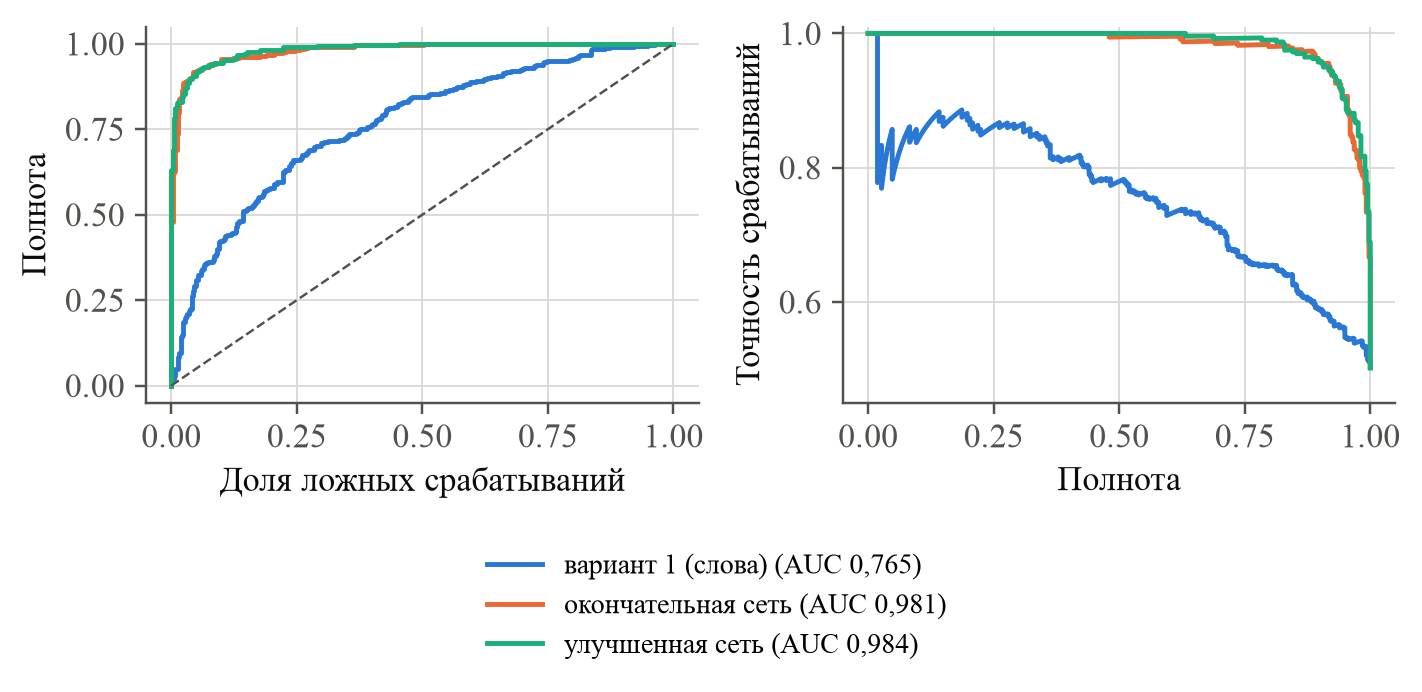 1.00
0.75
0.50
0.25
0.00
Полнота
0.00 0.25 0.50 0.75 1.00
Доля ложных срабатываний
1.0
0.8
0.6
Точность срабатываний
0.00 0.25 0.50 0.75 1.00
Полнота
вариант 1 (слова) (AUC 0,765)
окончательная сеть (AUC 0,981)
улучшенная сеть (AUC 0,984)